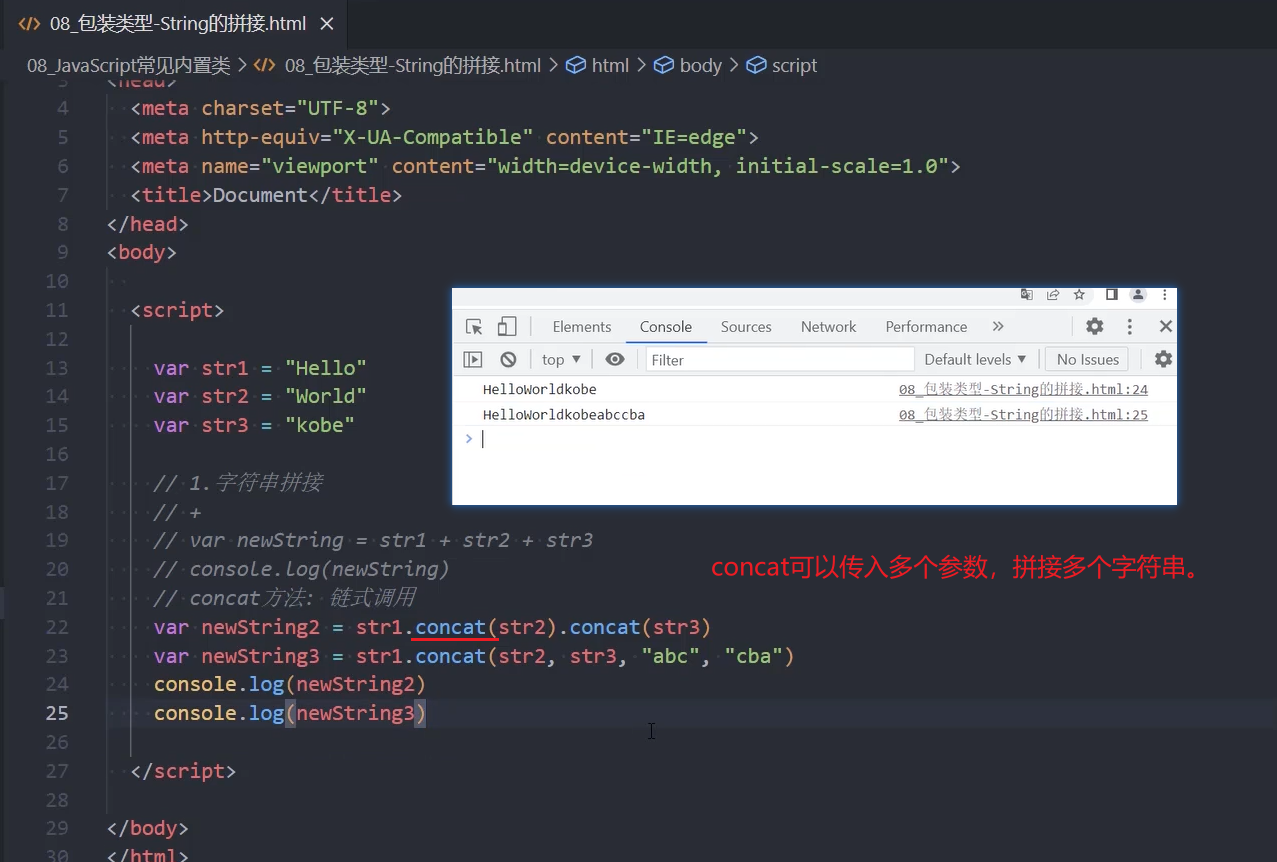 08_包装类型-String的拼接.html
08_JavaScript常见内置类 > 08_包装类型-String的拼接.html > html > body > script
3 <head>
4 <meta charset="UTF-8">
5 <meta http-equiv="X-UA-Compatible" content="IE=edge">
6 <meta name="viewport" content="width=device-width, initial-scale=1.0">
7 <title>Document</title>
8 </head>
9 <body>
10
11 <script>
12
13 var str1 = "Hello"
14 var str2 = "World"
15 var str3 = "kobe"
16
17 // 1.字符串拼接
18 // +
19 // var newString = str1 + str2 + str3
20 // console.log(newString)
21 // concat方法: 链式调用
22 var newString2 = str1.concat(str2).concat(str3)
23 var newString3 = str1.concat(str2, str3, "abc", "cba")
24 console.log(newString2)
25 console.log(newString3)
26
27 </script>
28
29 </body>
30 </html>
Elements Console Sources Network Performance »
top ▼ Filter Default levels ▼ No Issues
HelloWorldkobe 08_包装类型-String的拼接.html:24
HelloWorldkobeabccba 08_包装类型-String的拼接.html:25
>
concat可以传入多个参数，拼接多个字符串。